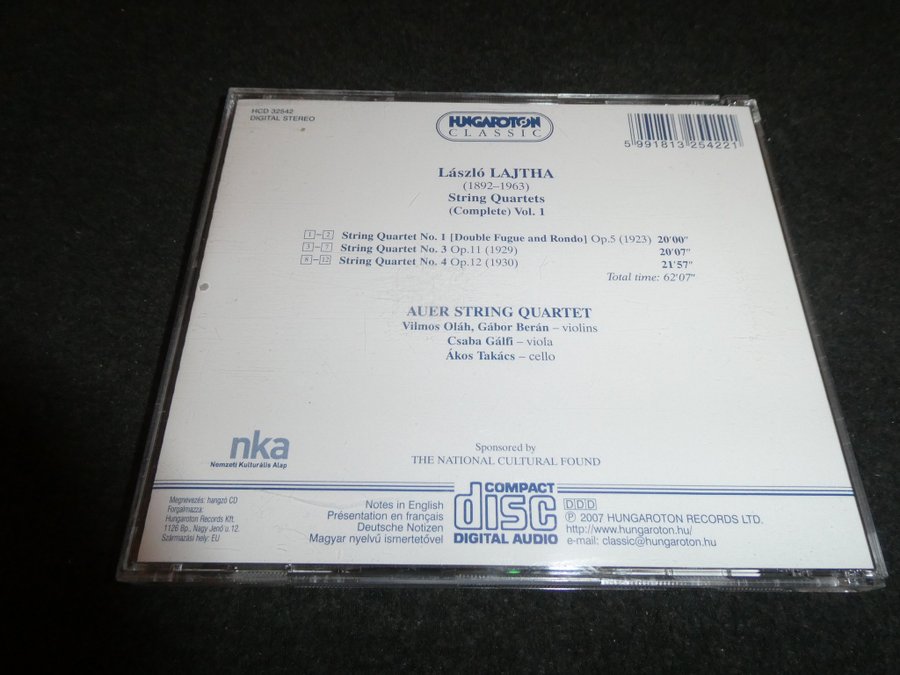 HCD 32542
DIGITAL STEREO
HUNGAROTON
CLASSIC
5 991813 254221
László LAJTHA
(1892–1963)
String Quartets
(Complete) Vol. 1
1 – 2 String Quartet No. 1 [Double Fugue and Rondo] Op.5 (1923) 20'00"
3 – 7 String Quartet No. 3 Op.11 (1929) 20'07"
8 – 12 String Quartet No. 4 Op.12 (1930) 21'57"
Total time: 62'07"
AUER STRING QUARTET
Vilmos Oláh, Gábor Berán – violins
Csaba Gálfi – viola
Ákos Takács – cello
nka
Nemzeti Kulturális Alap
Sponsored by
THE NATIONAL CULTURAL FOUND
Megnevezés: hangzó CD
Forgalmazza:
Hungaroton Records Kft.
1126 Bp., Nagy Jenő u. 12.
Származási hely: EU
Notes in English
Présentation en français
Deutsche Notizen
Magyar nyelvű ismertetővel
COMPACT
disc
DIGITAL AUDIO
DDD
℗ 2007 HUNGAROTON RECORDS LTD.
http://www.hungaroton.hu/
e-mail: classic@hungaroton.hu